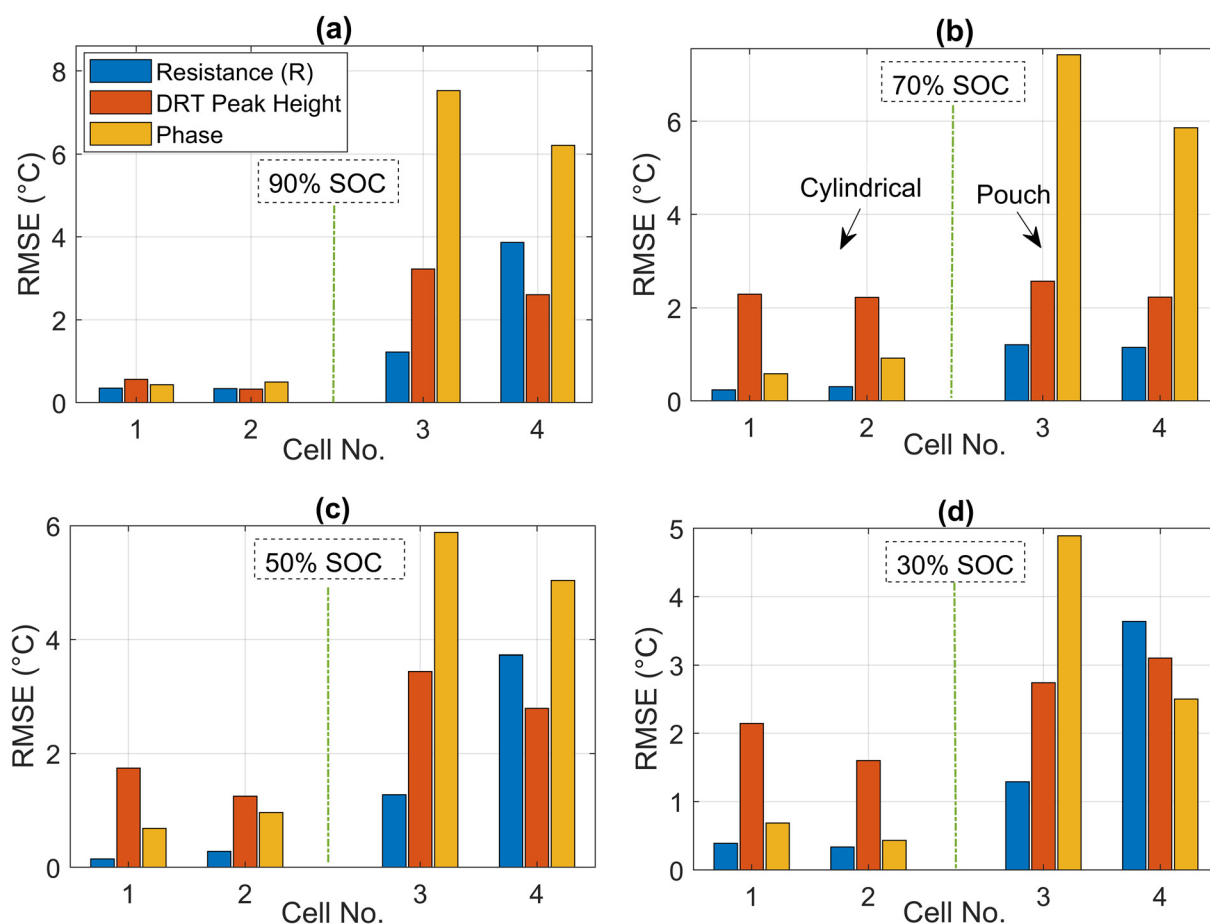 (a)
Resistance (R)
DRT Peak Height
Phase
90% SOC
RMSE (°C)
8
6
4
2
0
1 2 3 4
Cell No.
(b)
70% SOC
Cylindrical
Pouch
RMSE (°C)
6
4
2
0
1 2 3 4
Cell No.
(c)
50% SOC
RMSE (°C)
6
4
2
0
1 2 3 4
Cell No.
(d)
30% SOC
RMSE (°C)
5
4
3
2
1
0
1 2 3 4
Cell No.